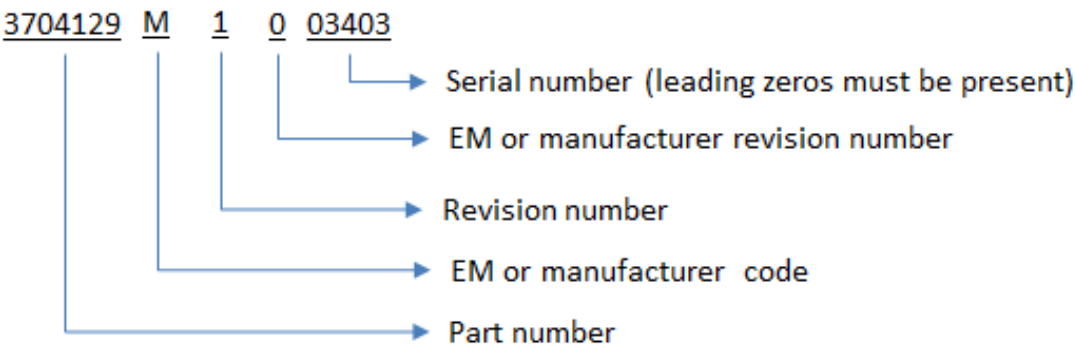 3704129 M 1 0 03403
Serial number (leading zeros must be present)
EM or manufacturer revision number
Revision number
EM or manufacturer code
Part number